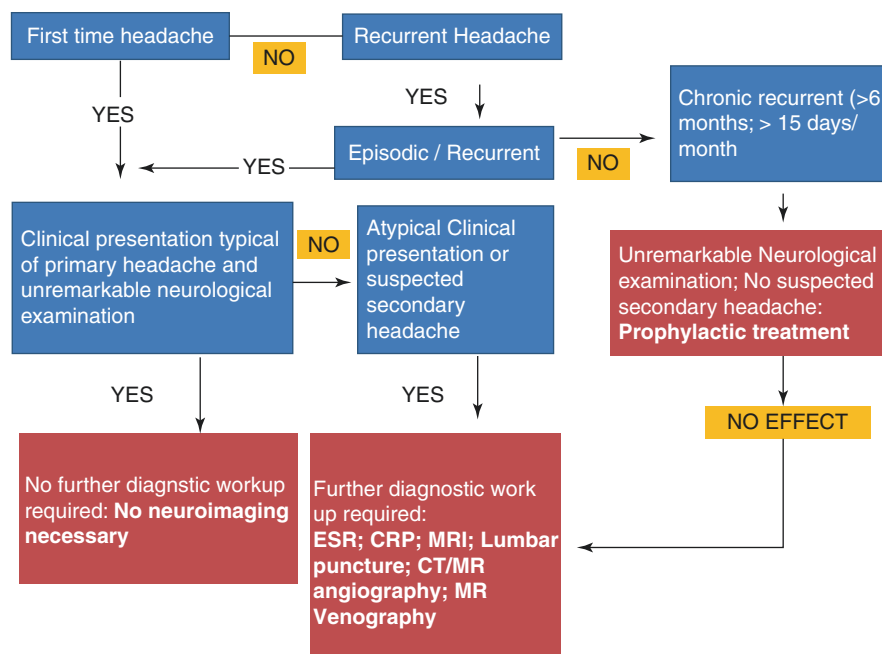 First time headache
NO
Recurrent Headache
YES
YES
Chronic recurrent (>6
months; > 15 days/
month
Episodic / Recurrent
NO
YES
Clinical presentation typical
of primary headache and
unremarkable neurological
examination
NO
Atypical Clinical
presentation or
suspected
secondary
headache
Unremarkable Neurological
examination; No suspected
secondary headache:
Prophylactic treatment
YES
YES
NO EFFECT
No further diagnstic workup
required: No neuroimaging
necessary
Further diagnostic work
up required:
ESR; CRP; MRI; Lumbar
puncture; CT/MR
angiography; MR
Venography